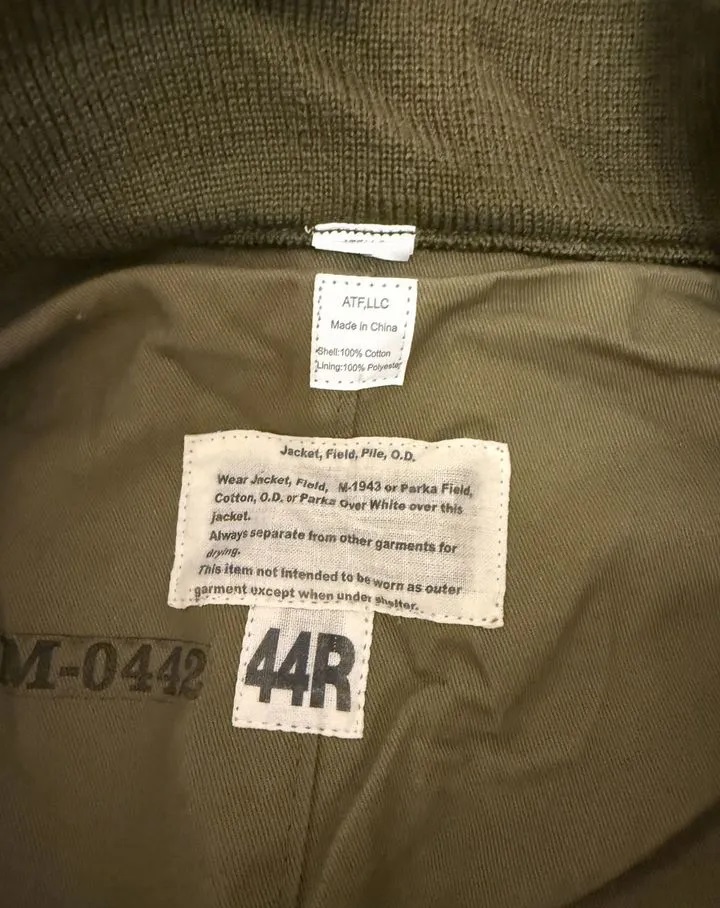 ATF,LLC
Made in China
Shell:100% Cotton
Lining:100% Polyester
Jacket, Field, Pile, O.D.
Wear Jacket, Field, M-1943 or Parka Field,
Cotton, O.D. or Parka Over White over this
jacket.
Always separate from other garments for
drying.
This item not intended to be worn as outer
garment except when under shelter.
M-0442
44R